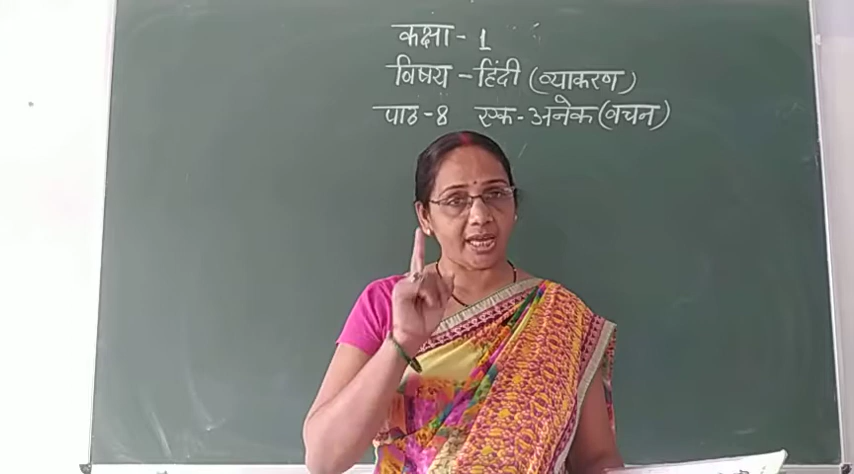 कक्षा - 1
विषय - हिंदी (व्याकरण)
पाठ - 8 एक - अनेक (वचन)